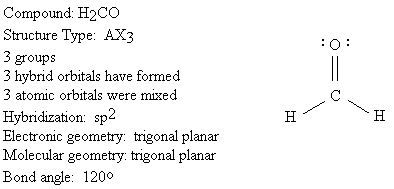 Compound: H2CO
Structure Type:  AX3
3 groups
3 hybrid orbitals have formed
3 atomic orbitals were mixed
Hybridization:  sp2
Electronic geometry:  trigonal planar
Molecular geometry: trigonal planar
Bond angle:  120º
:O:
C
H H